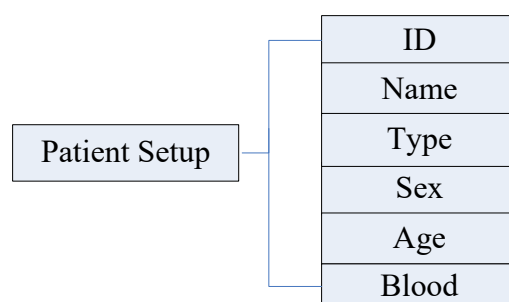 Patient Setup
ID
Name
Type
Sex
Age
Blood